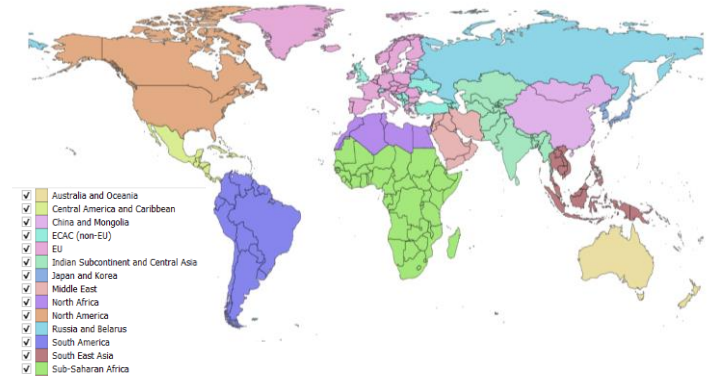 Australia and Oceania
Central America and Caribbean
China and Mongolia
ECAC (non-EU)
EU
Indian Subcontinent and Central Asia
Japan and Korea
Middle East
North Africa
North America
Russia and Belarus
South America
South East Asia
Sub-Saharan Africa